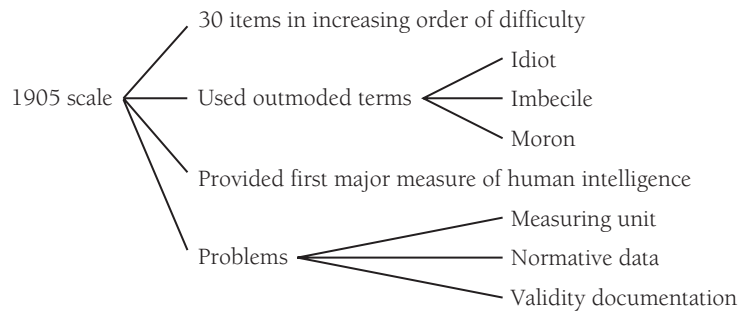 30 items in increasing order of difficulty
Idiot
1905 scale
Used outmoded terms
Imbecile
Moron
Provided first major measure of human intelligence
Measuring unit
Problems
Normative data
Validity documentation